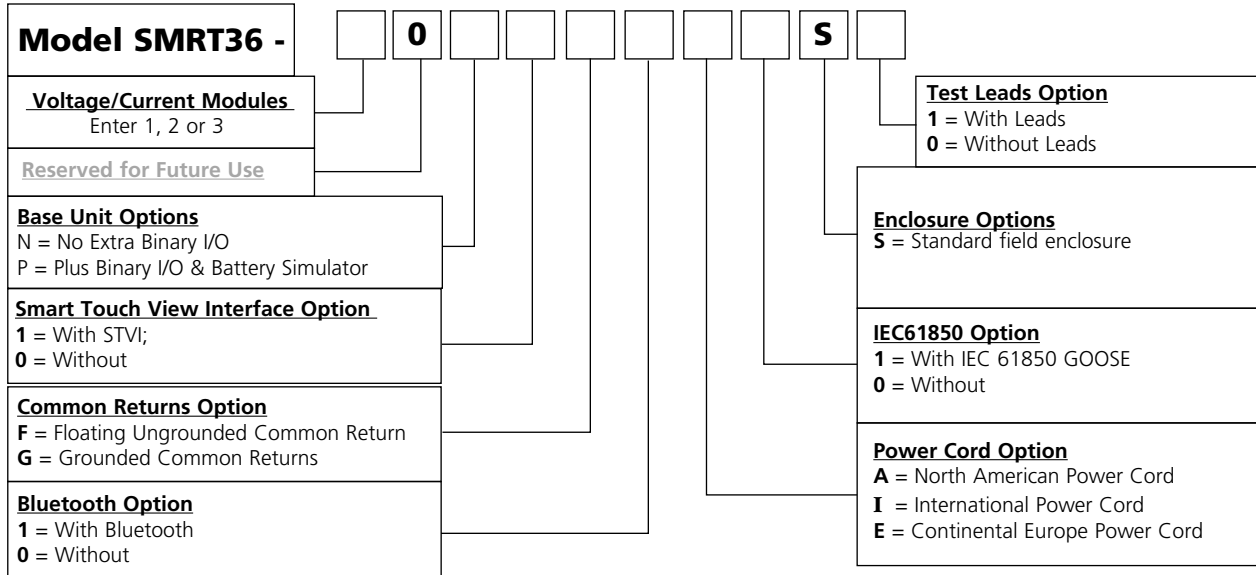 Model SMRT36 - 0 S
Voltage/Current Modules
Enter 1, 2 or 3
Reserved for Future Use
Base Unit Options
N = No Extra Binary I/O
P = Plus Binary I/O & Battery Simulator
Smart Touch View Interface Option
1 = With STVI;
0 = Without
Common Returns Option
F = Floating Ungrounded Common Return
G = Grounded Common Returns
Bluetooth Option
1 = With Bluetooth
0 = Without
Test Leads Option
1 = With Leads
0 = Without Leads
Enclosure Options
S = Standard field enclosure
IEC61850 Option
1 = With IEC 61850 GOOSE
0 = Without
Power Cord Option
A = North American Power Cord
I = International Power Cord
E = Continental Europe Power Cord